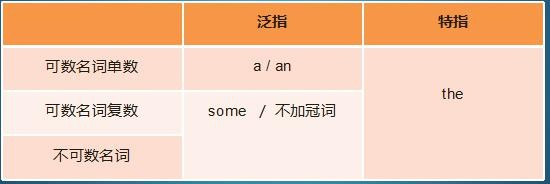 泛指 特指
可数名词单数 a / an
the
可数名词复数 some / 不加冠词
不可数名词